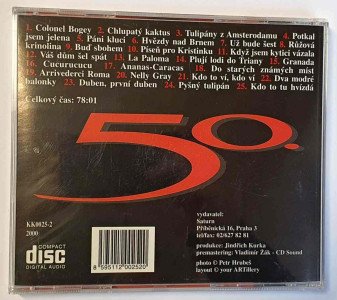 1. Colonel Bogey 2. Chlupatý kaktus 3. Tulipány z Amsterodamu 4. Potkal
jsem jelena 5. Páni kluci 6. Hvězdy nad Brnem 7. Už bude šest 8. Růžová
krinolina 9. Buď sbohem 10. Píseň pro Kristinku 11. Když jsem kytici vázala
12. Váš dům šel spát 13. La Paloma 14. Plují lodi do Triany 15. Granada
16. Cucurucucu 17. Ananas-Caracas 18. Do starých známých míst
19. Arrivederci Roma 20. Nelly Gray 21. Kdo to ví, kdo ví 22. Dva modré
balonky 23. Duben, první duben 24. Pyšný tulipán 25. Kdo to tu hvízdá
Celkový čas: 78:01
50.
KK0025-2
2000
COMPACT
disc
DIGITAL AUDIO
8 595112 002520
vydavatel:
Saturn
Příběnická 16, Praha 3
tel/fax: 02/627 82 81
produkce: Jindřich Kurka
premastering: Vladimír Žák - CD Sound
photo © Petr Hrubeš
layout © your ARTillery